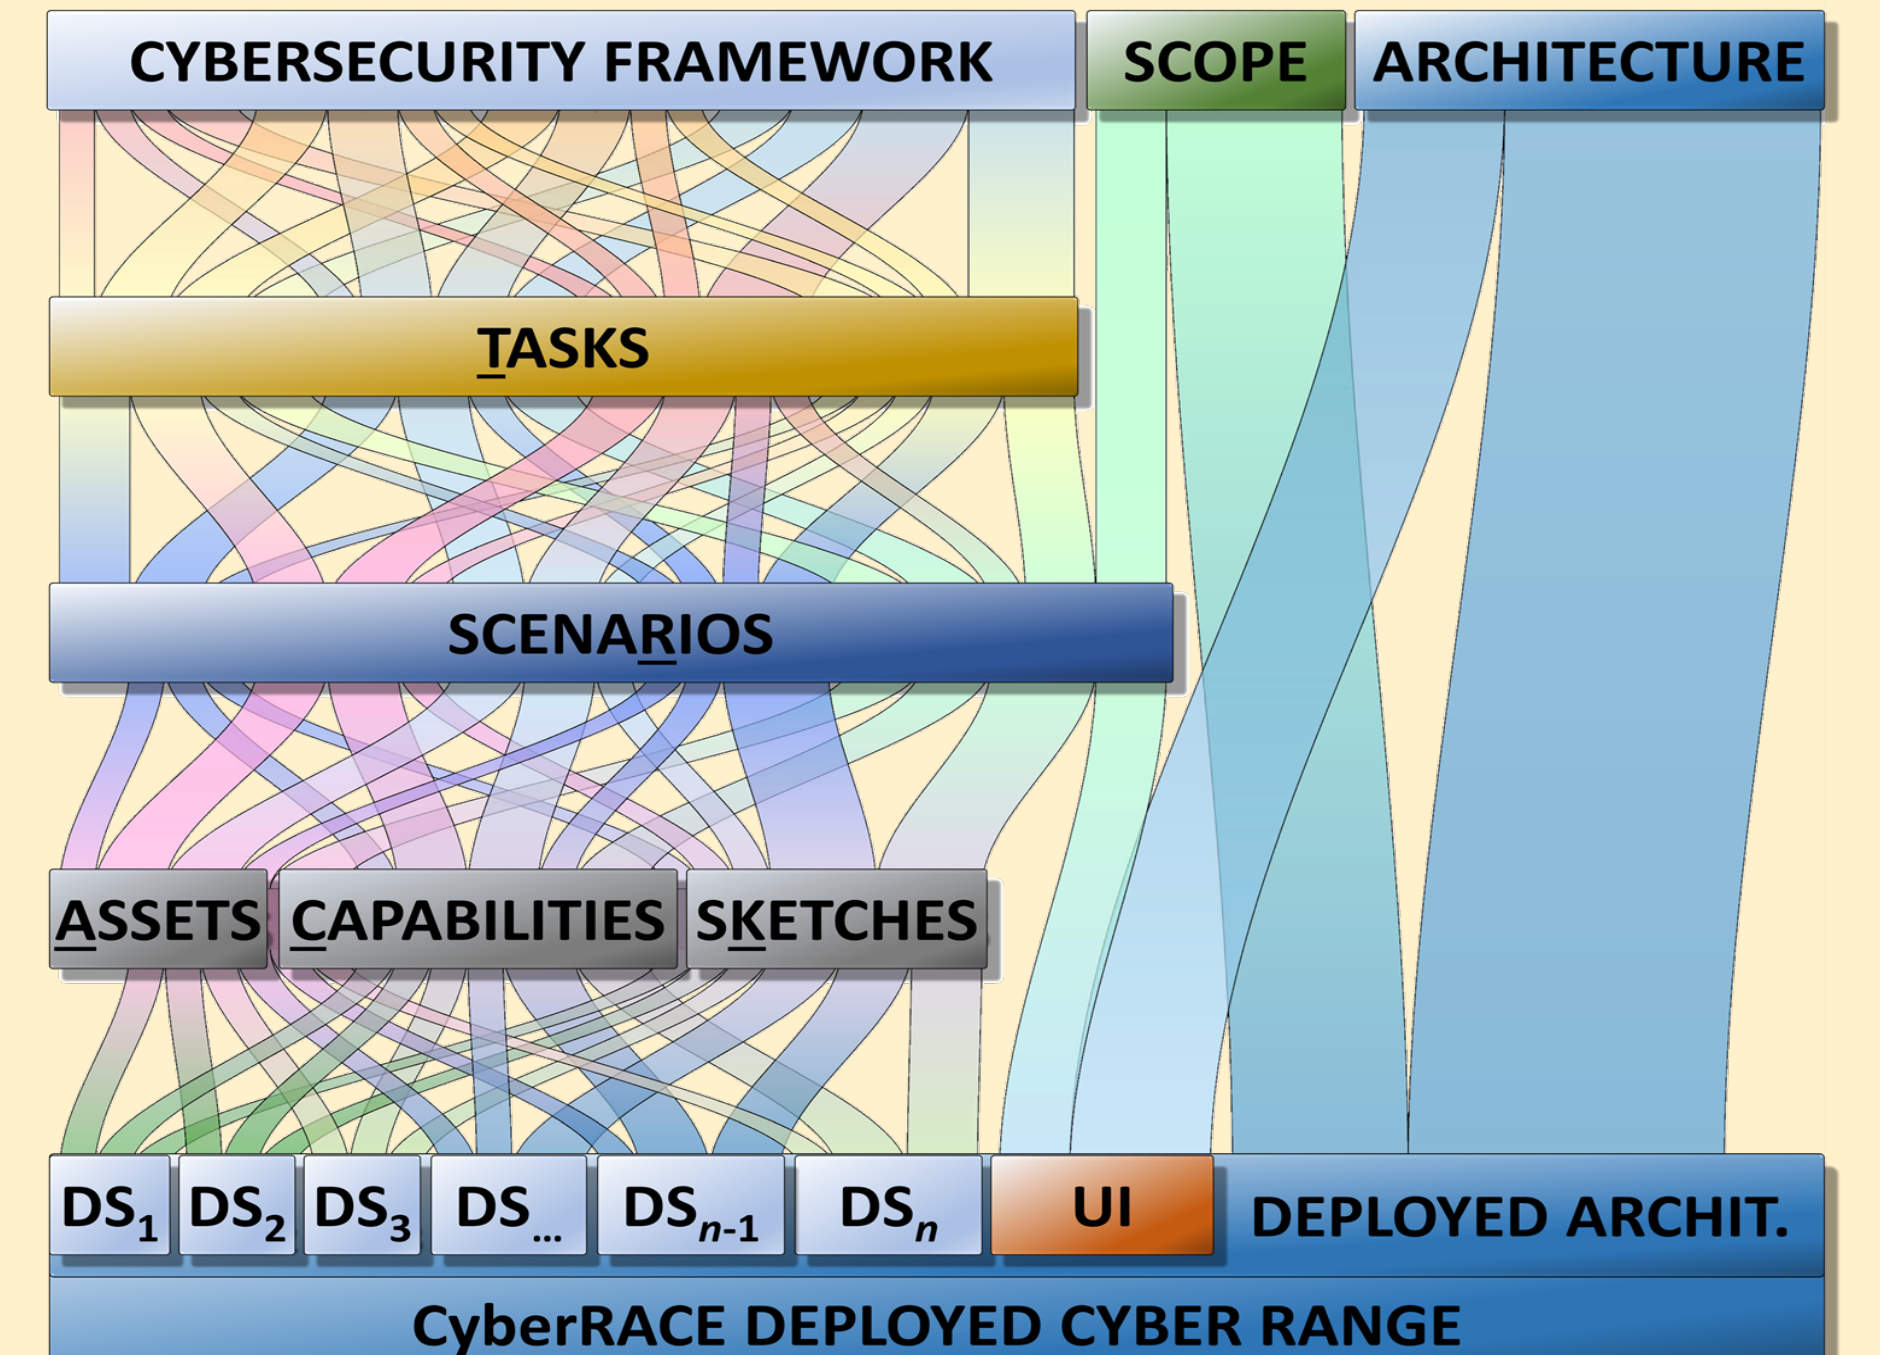 CYBERSECURITY FRAMEWORK SCOPE ARCHITECTURE
TASKS
SCENARIOS
ASSETS CAPABILITIES SKETCHES
DS1 DS2 DS3 DS... DSn-1 DSn UI DEPLOYED ARCHIT.
CyberRACE DEPLOYED CYBER RANGE